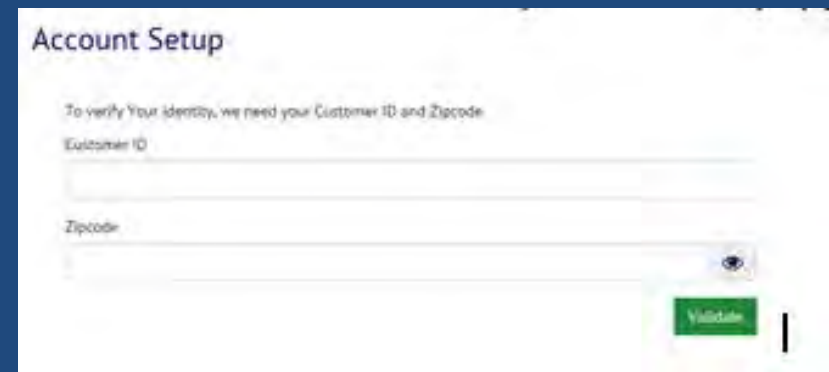 Account Setup
To verify Your identity, we need your Customer ID and Zipcode
Customer ID
Zipcode
Validate